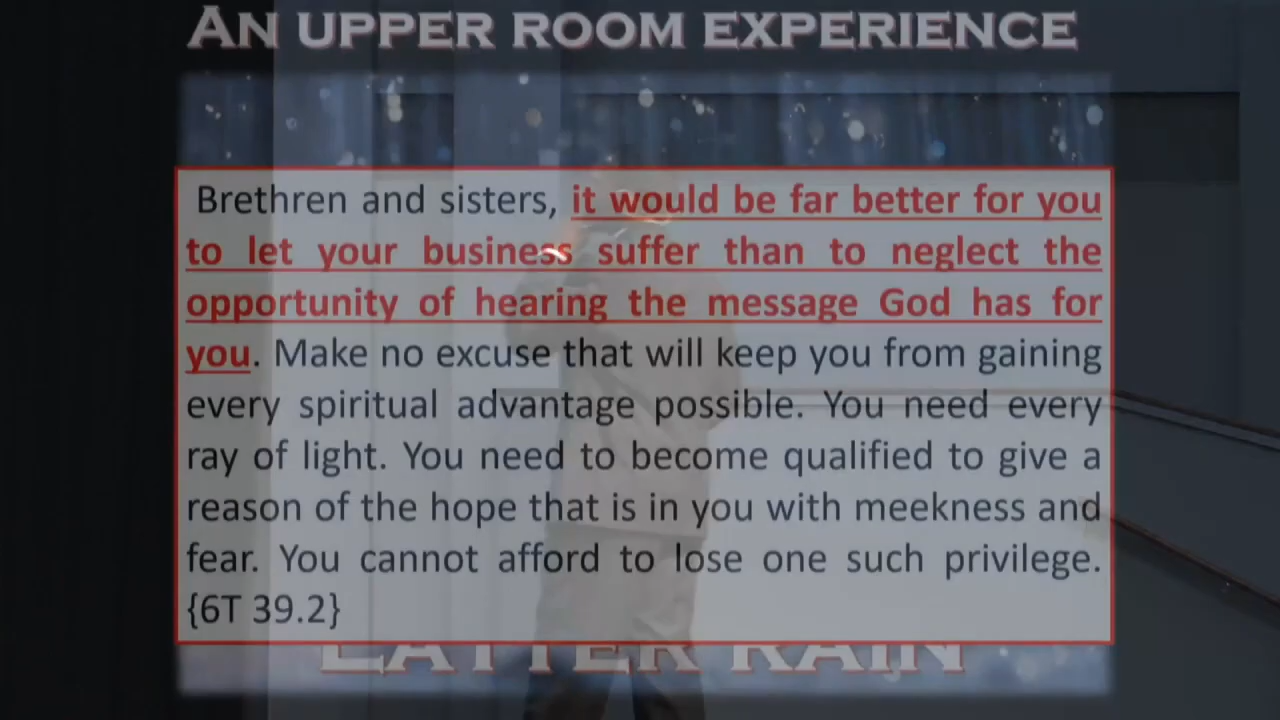 AN UPPER ROOM EXPERIENCE
Brethren and sisters, it would be far better for you
to let your business suffer than to neglect the
opportunity of hearing the message God has for
you. Make no excuse that will keep you from gaining
every spiritual advantage possible. You need every
ray of light. You need to become qualified to give a
reason of the hope that is in you with meekness and
fear. You cannot afford to lose one such privilege.
{6T 39.2}
LATTER RAIN